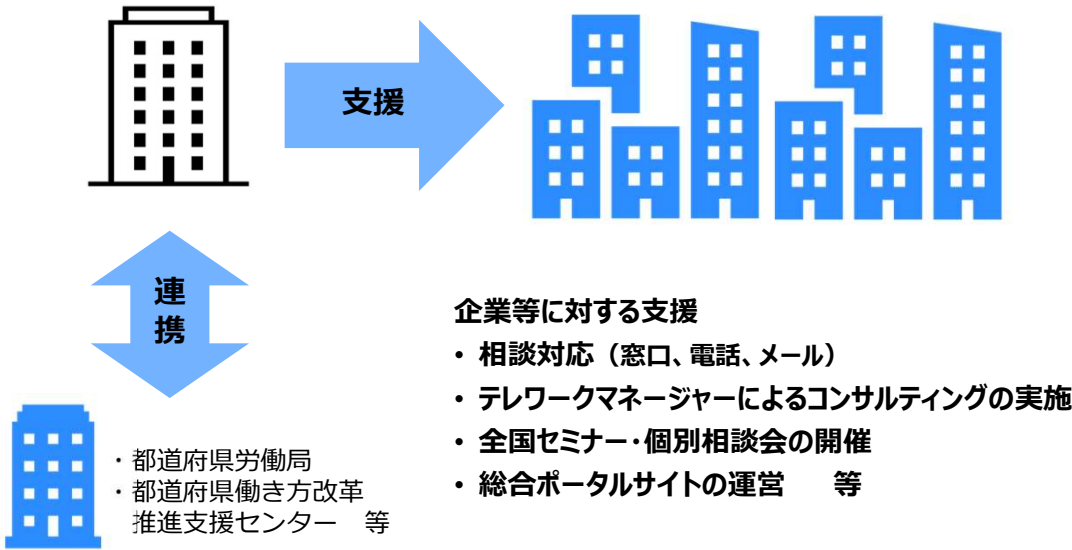 支援
連
携
企業等に対する支援
• 相談対応（窓口、電話、メール）
• テレワークマネージャーによるコンサルティングの実施
• 全国セミナー・個別相談会の開催
• 総合ポータルサイトの運営　等
・都道府県労働局
・都道府県働き方改革
推進支援センター　等